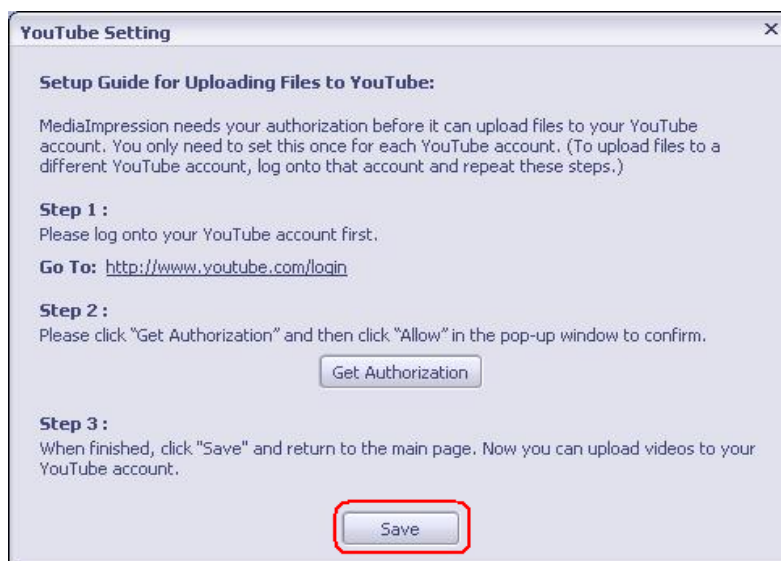 YouTube Setting
Setup Guide for Uploading Files to YouTube:
MediaImpression needs your authorization before it can upload files to your YouTube
account. You only need to set this once for each YouTube account. (To upload files to a
different YouTube account, log onto that account and repeat these steps.)
Step 1 :
Please log onto your YouTube account first.
Go To: http://www.youtube.com/login
Step 2 :
Please click “Get Authorization” and then click “Allow” in the pop-up window to confirm.
Get Authorization
Step 3 :
When finished, click "Save" and return to the main page. Now you can upload videos to your
YouTube account.
Save